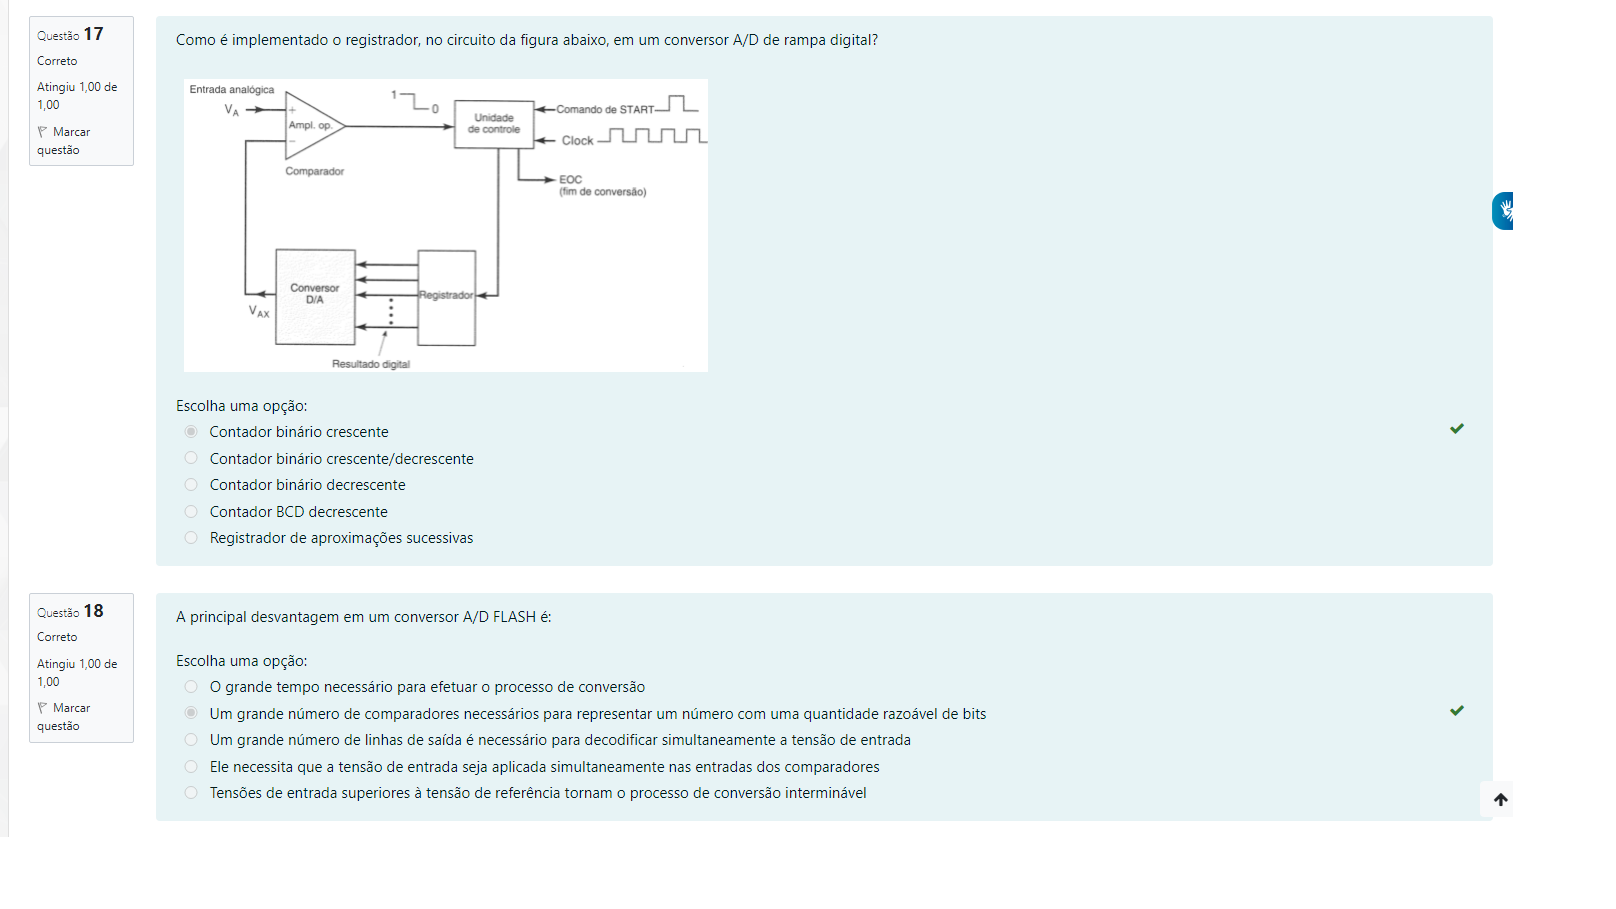 Questão 17
Correto
Atingiu 1,00 de
1,00
Marcar
questão
Como é implementado o registrador, no circuito da figura abaixo, em um conversor A/D de rampa digital?
Entrada analógica
VA
+
Ampl. op.
−
Comparador
1
0
Unidade
de controle
Comando de START
Clock
EOC
(fim de conversão)
Conversor
D/A
Registrador
VAX
Resultado digital
Escolha uma opção:
Contador binário crescente
Contador binário crescente/decrescente
Contador binário decrescente
Contador BCD decrescente
Registrador de aproximações sucessivas
Questão 18
Correto
Atingiu 1,00 de
1,00
Marcar
questão
A principal desvantagem em um conversor A/D FLASH é:
Escolha uma opção:
O grande tempo necessário para efetuar o processo de conversão
Um grande número de comparadores necessários para representar um número com uma quantidade razoável de bits
Um grande número de linhas de saída é necessário para decodificar simultaneamente a tensão de entrada
Ele necessita que a tensão de entrada seja aplicada simultaneamente nas entradas dos comparadores
Tensões de entrada superiores à tensão de referência tornam o processo de conversão interminável